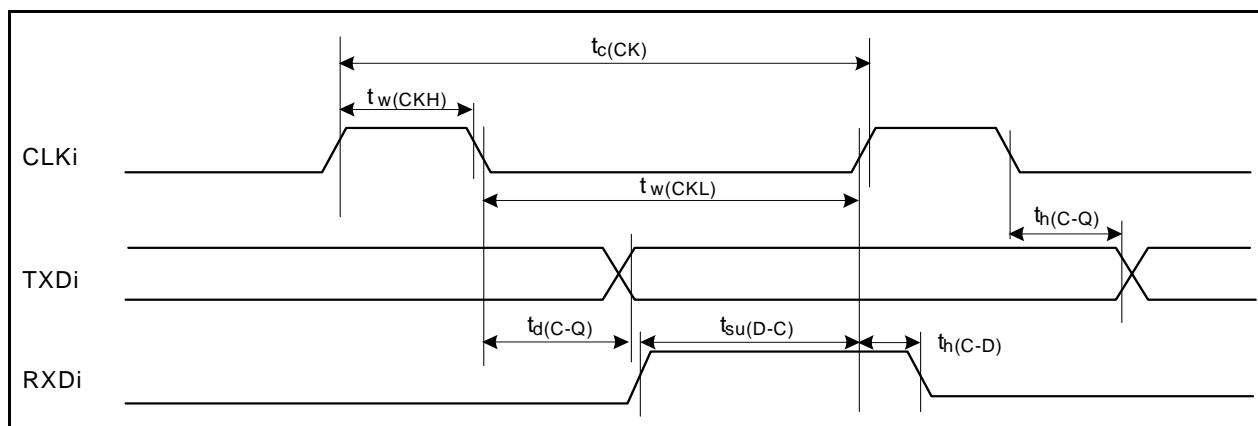 tc(CK)
tw(CKH)
CLKi
tw(CKL)
th(C-Q)
TXDi
td(C-Q)
tsu(D-C)
th(C-D)
RXDi